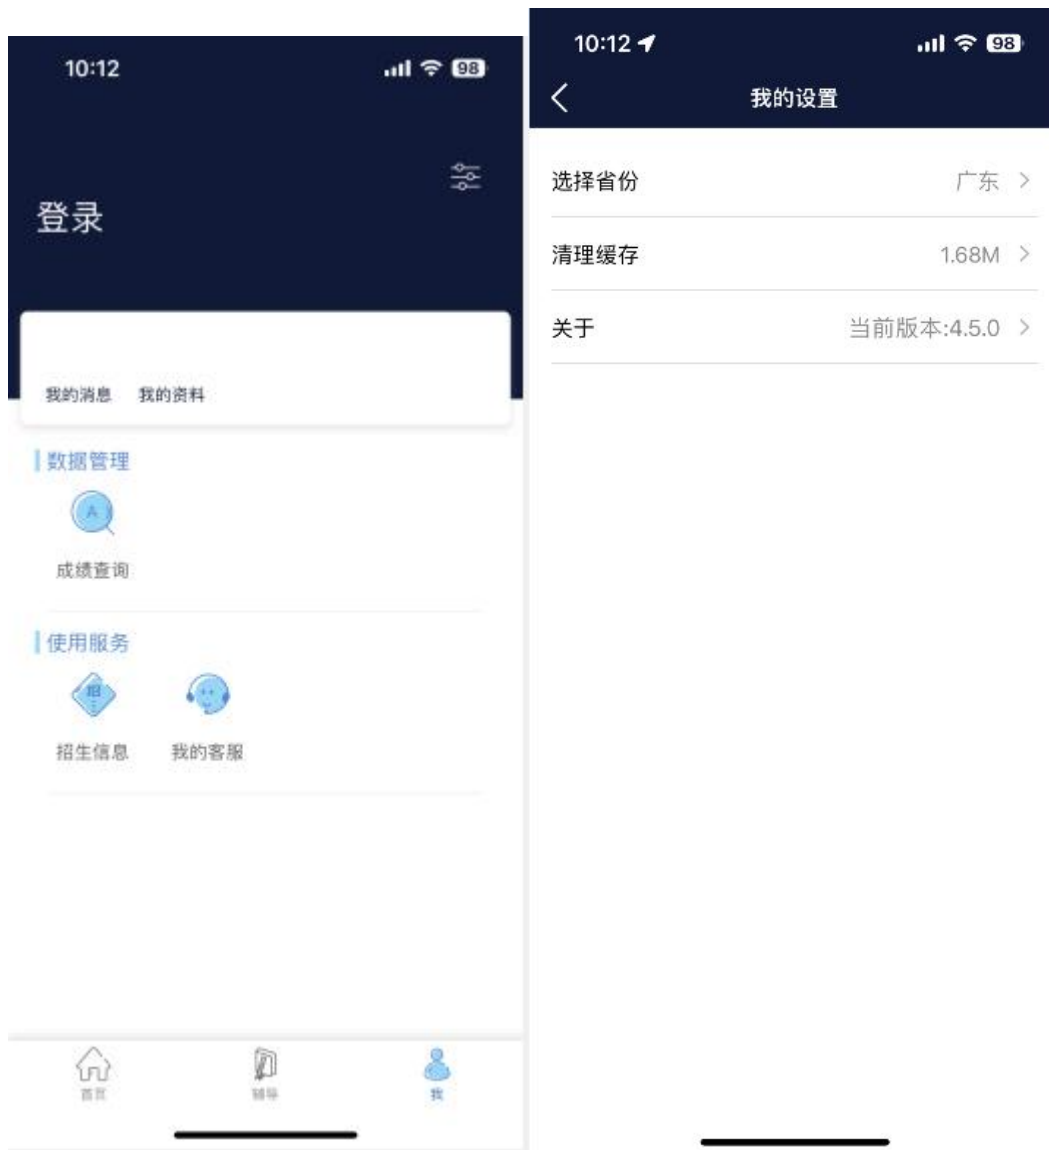 10:12
98
登录
我的消息 我的资料
数据管理
A
成绩查询
使用服务
招
招生信息 我的客服
首页 辅导 我
10:12
98
我的设置
选择省份 广东
清理缓存 1.68M
关于 当前版本:4.5.0